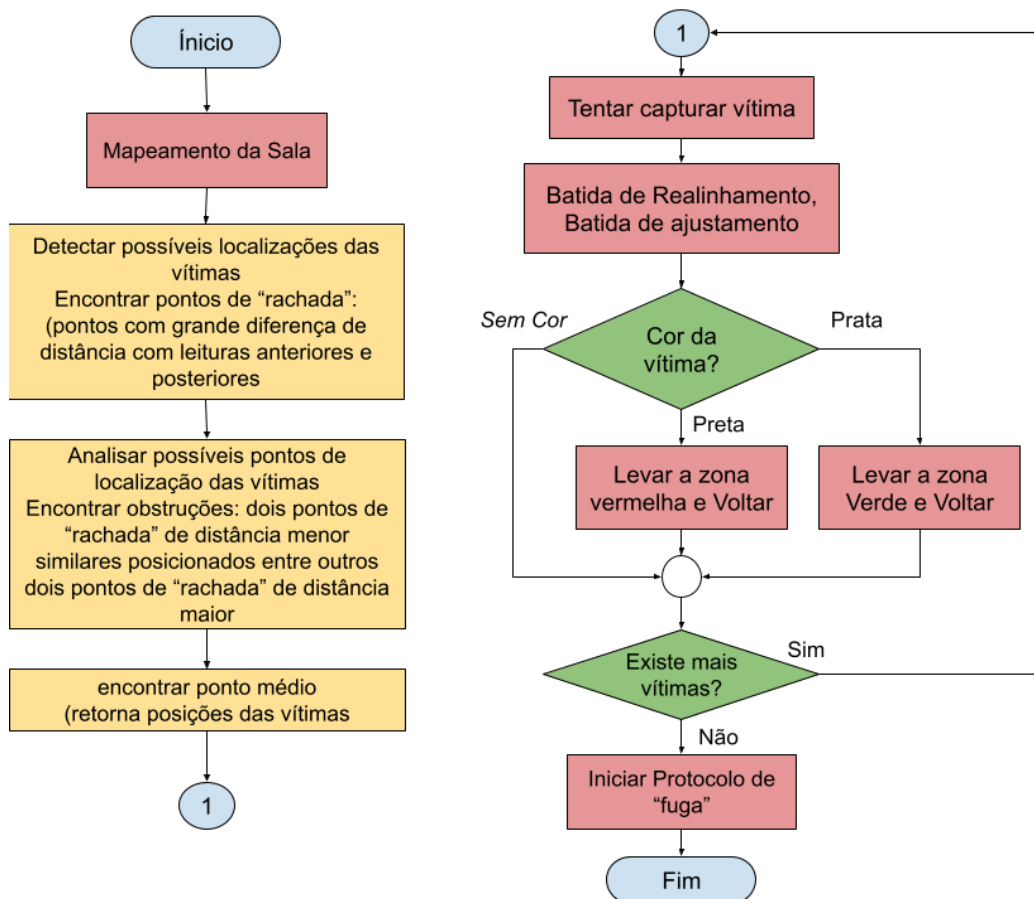 Ínicio
Mapeamento da Sala
Detectar possíveis localizações das
vítimas
Encontrar pontos de “rachada”:
(pontos com grande diferença de
distância com leituras anteriores e
posteriores
Analisar possíveis pontos de
localização das vítimas
Encontrar obstruções: dois pontos de
“rachada” de distância menor
similares posicionados entre outros
dois pontos de “rachada” de distância
maior
encontrar ponto médio
(retorna posições das vítimas
1
1
Tentar capturar vítima
Batida de Realinhamento,
Batida de ajustamento
Sem Cor
Cor da
vítima?
Prata
Preta
Levar a zona
vermelha e Voltar
Levar a zona
Verde e Voltar
Existe mais
vítimas?
Sim
Não
Iniciar Protocolo de
“fuga”
Fim